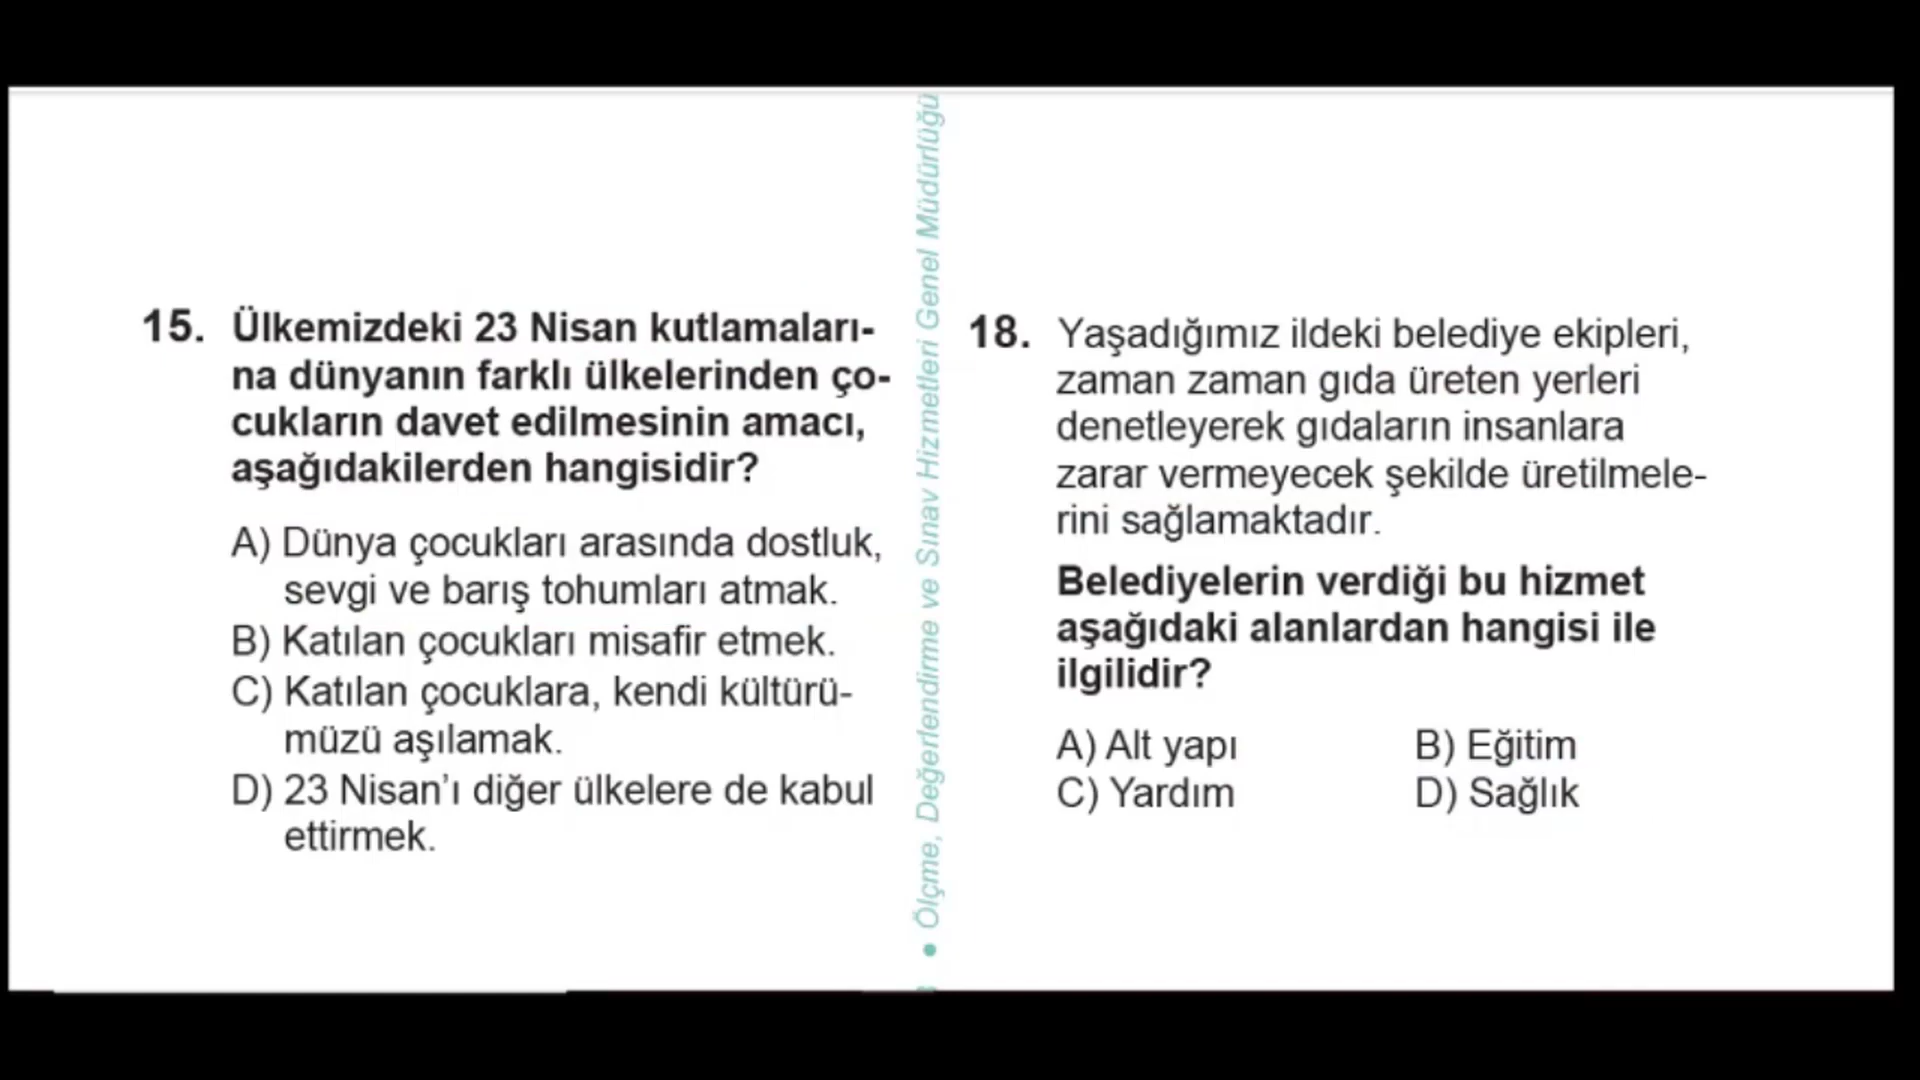 15. Ülkemizdeki 23 Nisan kutlamaları-
na dünyanın farklı ülkelerinden ço-
cukların davet edilmesinin amacı,
aşağıdakilerden hangisidir?
A) Dünya çocukları arasında dostluk,
sevgi ve barış tohumları atmak.
B) Katılan çocukları misafir etmek.
C) Katılan çocuklara, kendi kültürü-
müzü aşılamak.
D) 23 Nisan’ı diğer ülkelere de kabul
ettirmek.
• Ölçme, Değerlendirme ve Sınav Hizmetleri Genel Müdürlüğü
18. Yaşadığımız ildeki belediye ekipleri,
zaman zaman gıda üreten yerleri
denetleyerek gıdaların insanlara
zarar vermeyecek şekilde üretilmele-
rini sağlamaktadır.
Belediyelerin verdiği bu hizmet
aşağıdaki alanlardan hangisi ile
ilgilidir?
A) Alt yapı B) Eğitim
C) Yardım D) Sağlık